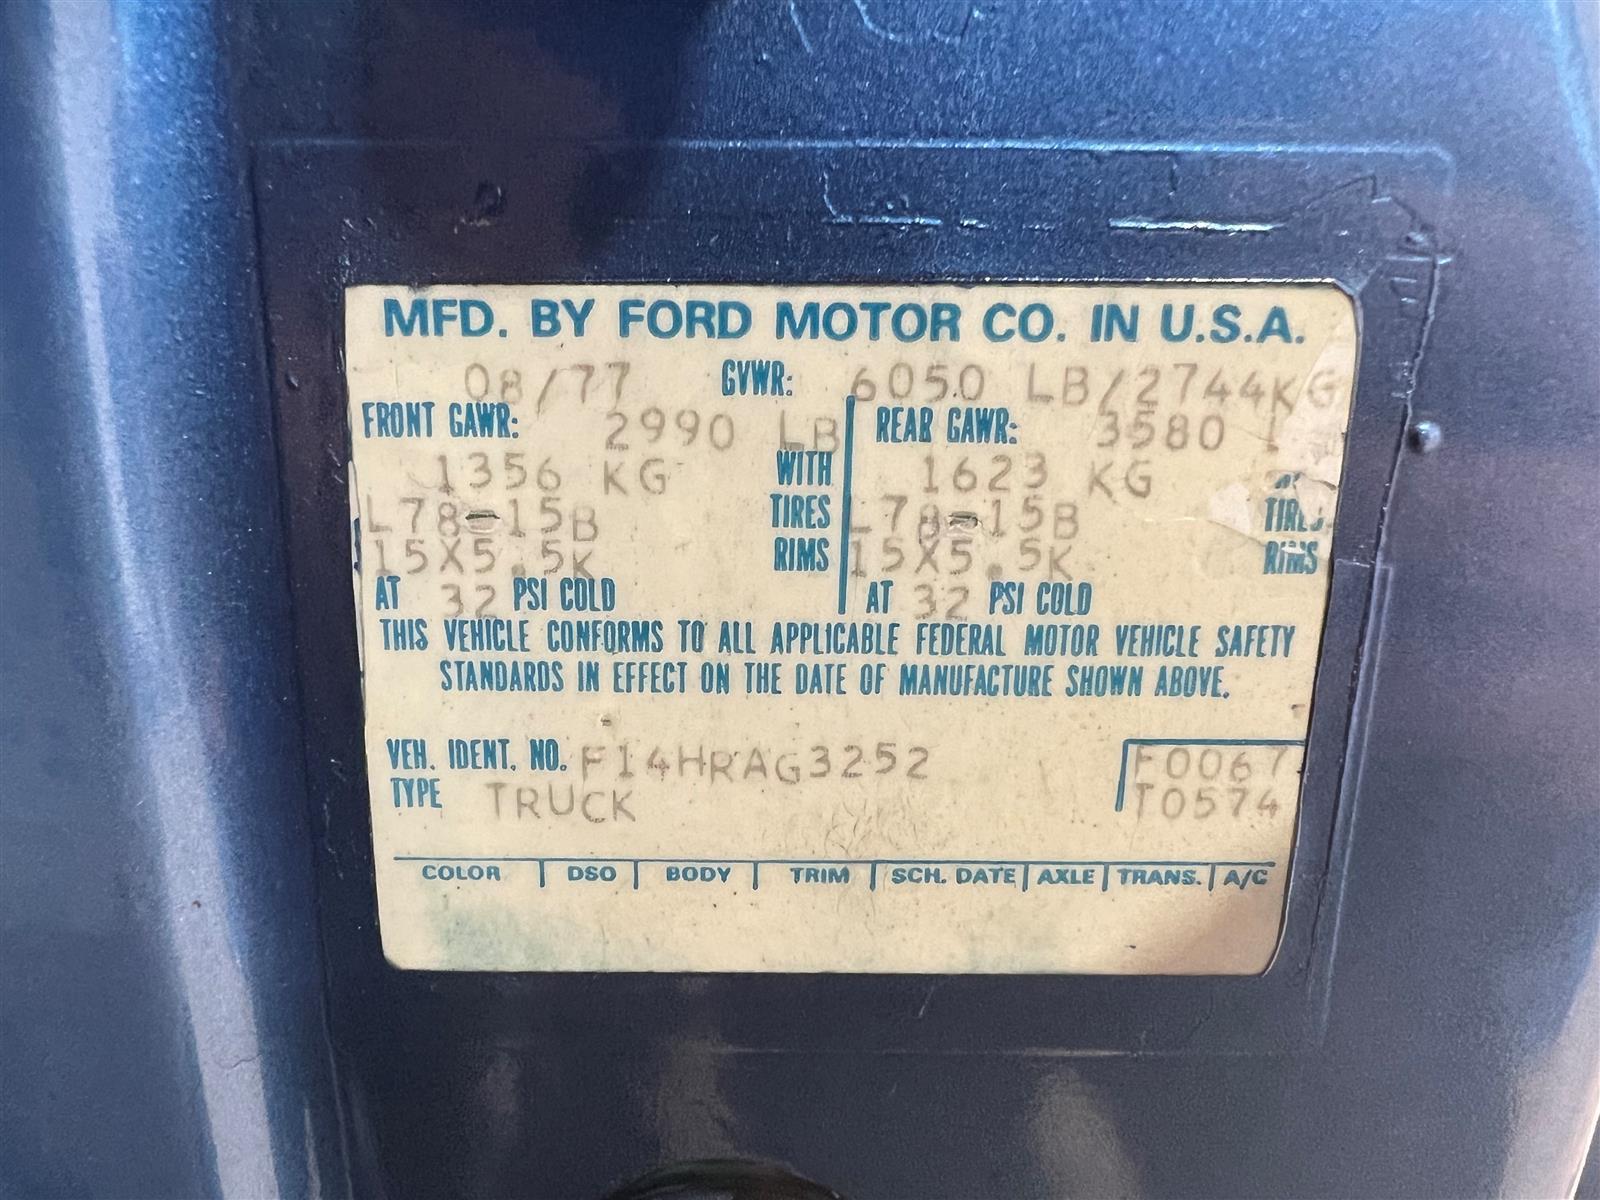 MFD. BY FORD MOTOR CO. IN U.S.A.
08/77 GVWR: 6050 LB/2744KG
FRONT GAWR: 2990 LB REAR GAWR: 3580
1356 KG WITH 1623 KG
L78-15B TIRES L78-15B TIRES
15X5.5K RIMS 15X5.5K RIMS
AT 32 PSI COLD AT 32 PSI COLD
THIS VEHICLE CONFORMS TO ALL APPLICABLE FEDERAL MOTOR VEHICLE SAFETY
STANDARDS IN EFFECT ON THE DATE OF MANUFACTURE SHOWN ABOVE.
VEH. IDENT. NO. F14HRAG3252 F0067
TYPE TRUCK T0574
COLOR DSO BODY TRIM SCH. DATE AXLE TRANS. A/C